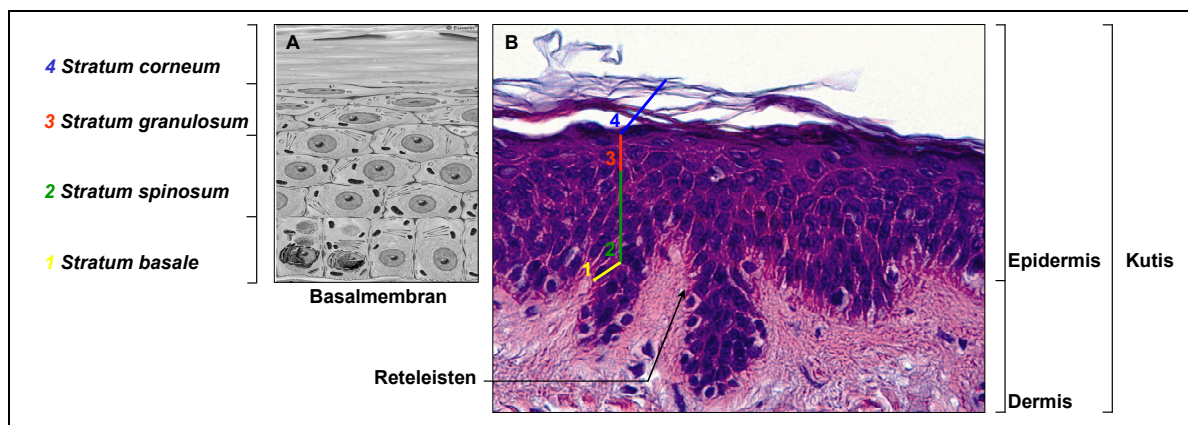 4 Stratum corneum
3 Stratum granulosum
2 Stratum spinosum
1 Stratum basale
A
© Eucerin
Basalmembran
B
4
3
2
1
Reteleisten
Epidermis
Dermis
Kutis